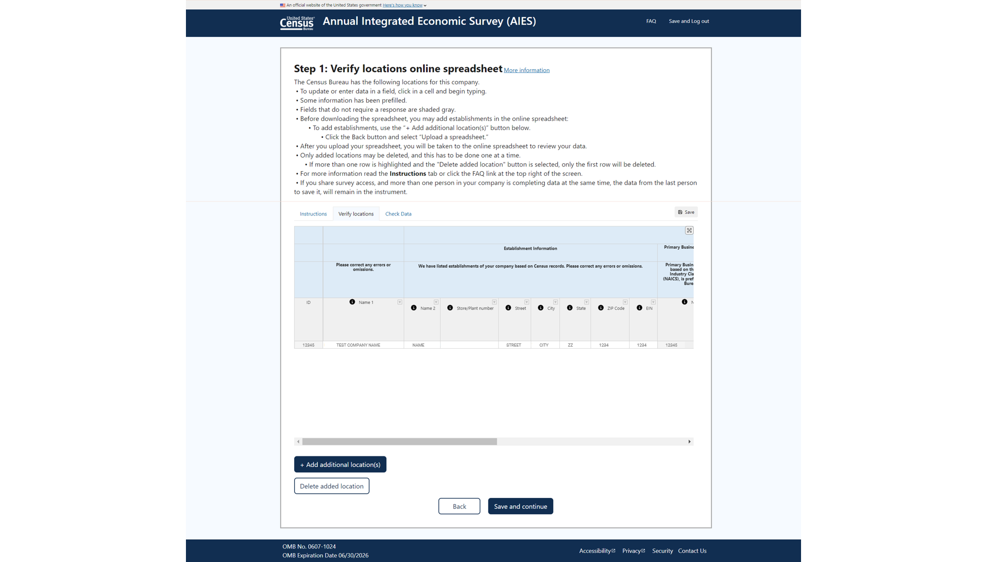 An official website of the United States government Here's how you know
United States®
Census
Bureau
Annual Integrated Economic Survey (AIES)
FAQ
Save and Log out
Step 1: Verify locations online spreadsheet More information
The Census Bureau has the following locations for this company.
• To update or enter data in a field, click in a cell and begin typing.
• Some information has been prefilled.
• Fields that do not require a response are shaded gray.
• Before downloading the spreadsheet, you may add establishments in the online spreadsheet:
• To add establishments, use the "+ Add additional location(s)" button below.
• Click the Back button and select "Upload a spreadsheet."
• After you upload your spreadsheet, you will be taken to the online spreadsheet to review your data.
• Only added locations may be deleted, and this has to be done one at a time.
• If more than one row is highlighted and the "Delete added location" button is selected, only the first row will be deleted.
• For more information read the Instructions tab or click the FAQ link at the top right of the screen.
• If you share survey access, and more than one person in your company is completing data at the same time, the data from the last person
to save it, will remain in the instrument.
Instructions
Verify locations
Check Data
Save
Establishment Information
Primary Busine
Please correct any errors or
omissions.
We have listed establishments of your company based on Census records. Please correct any errors or omissions.
Primary Busin
based on th
Industry Cla
(NAICS), is pref
Bure
ID
Name 1
Name 2
Store/Plant number
Street
City
State
ZIP Code
EIN
N
12345
TEST COMPANY NAME
NAME
STREET
CITY
ZZ
1234
1234
12345
+ Add additional location(s)
Delete added location
Back
Save and continue
OMB No. 0607-1024
OMB Expiration Date 06/30/2026
Accessibility
Privacy
Security
Contact Us